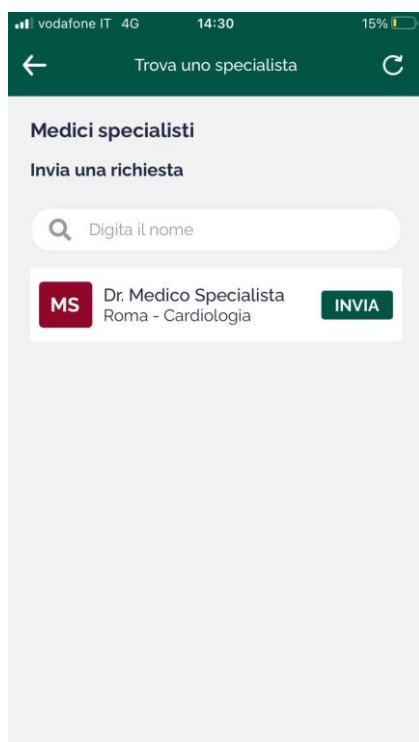 vodafone IT 4G 14:30 15%
Trova uno specialista
Medici specialisti
Invia una richiesta
Digita il nome
MS
Dr. Medico Specialista
Roma - Cardiologia
INVIA